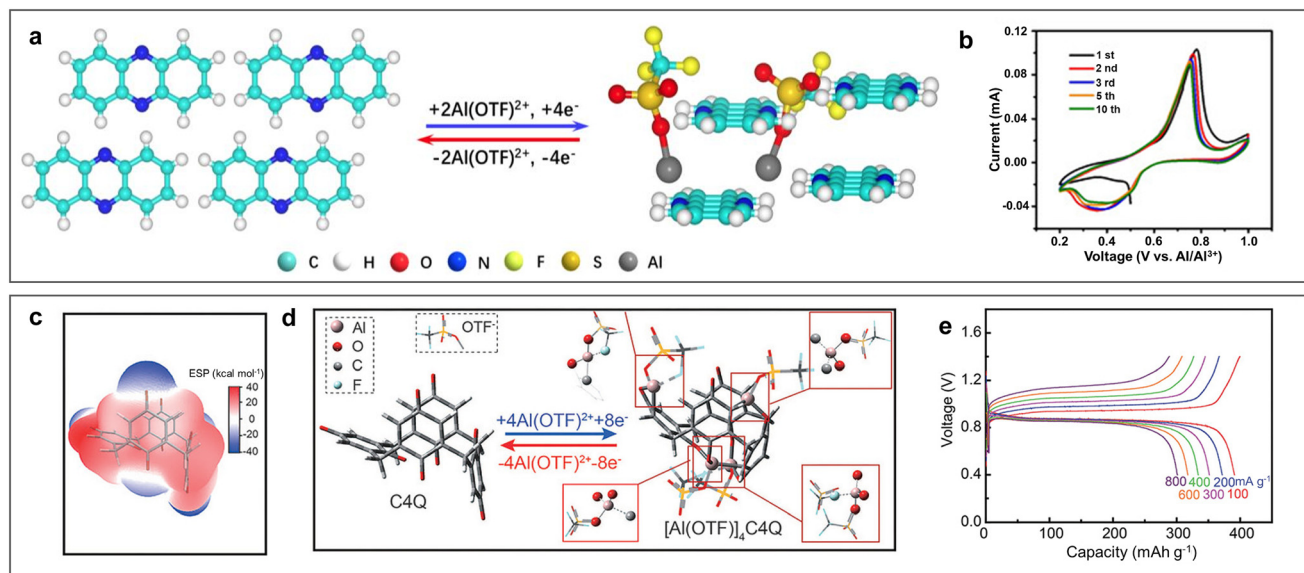 a
+2Al(OTF)²⁺, +4e⁻
-2Al(OTF)²⁺, -4e⁻
C H O N F S Al
b
1 st
2 nd
3 rd
5 th
10 th
Current (mA)
0.12
0.08
0.04
0.00
-0.04
0.2 0.4 0.6 0.8 1.0
Voltage (V vs. Al/Al³⁺)
c
ESP (kcal mol⁻¹)
40
20
0
-20
-40
d
Al
O
C
F
OTF⁻
C4Q
+4Al(OTF)²⁺+8e⁻
-4Al(OTF)²⁺-8e⁻
[Al(OTF)]₄C4Q
e
Voltage (V)
1.6
1.2
0.8
0.4
0.0
800 400 200mA g⁻¹
600 300 100
0 100 200 300 400
Capacity (mAh g⁻¹)